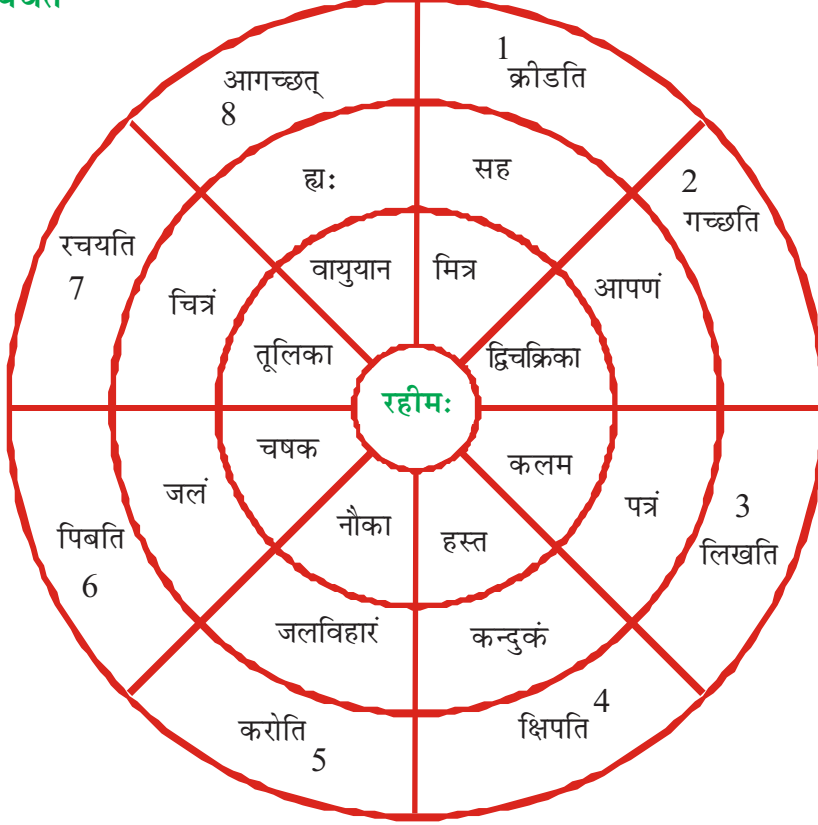 1
क्रीडति
आगच्छत्
8
सह
ह्यः
2
गच्छति
रचयति
7
मित्र
वायुयान
आपणं
चित्रं
तूलिका
द्विचक्रिका
रहीमः
चषक
कलम
जलं
पत्रं
3
लिखति
पिबति
6
नौका
हस्त
जलविहारं
कन्दुकं
4
क्षिपति
करोति
5